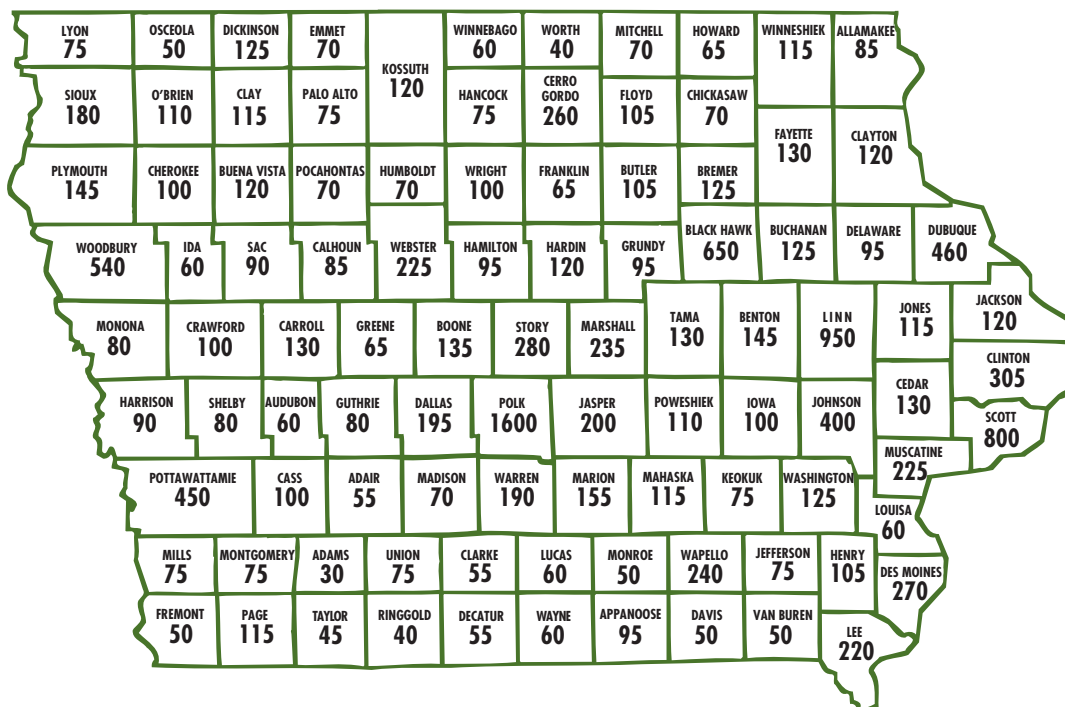 LYON
75
OSCEOLA
50
DICKINSON
125
EMMET
70
KOSSUTH
120
WINNEBAGO
60
WORTH
40
MITCHELL
70
HOWARD
65
WINNESHIEK
115
ALLAMAKEE
85
SIOUX
180
O'BRIEN
110
CLAY
115
PALO ALTO
75
HANCOCK
75
CERRO
GORDO
260
FLOYD
105
CHICKASAW
70
FAYETTE
130
CLAYTON
120
PLYMOUTH
145
CHEROKEE
100
BUENA VISTA
120
POCAHONTAS
70
HUMBOLDT
70
WRIGHT
100
FRANKLIN
65
BUTLER
105
BREMER
125
WOODBURY
540
IDA
60
SAC
90
CALHOUN
85
WEBSTER
225
HAMILTON
95
HARDIN
120
GRUNDY
95
BLACK HAWK
650
BUCHANAN
125
DELAWARE
95
DUBUQUE
460
MONONA
80
CRAWFORD
100
CARROLL
130
GREENE
65
BOONE
135
STORY
280
MARSHALL
235
TAMA
130
BENTON
145
LINN
950
JONES
115
JACKSON
120
CLINTON
305
HARRISON
90
SHELBY
80
AUDUBON
60
GUTHRIE
80
DALLAS
195
POLK
1600
JASPER
200
POWESHIEK
110
IOWA
100
JOHNSON
400
CEDAR
130
SCOTT
800
MUSCATINE
225
POTTAWATTAMIE
450
CASS
100
ADAIR
55
MADISON
70
WARREN
190
MARION
155
MAHASKA
115
KEOKUK
75
WASHINGTON
125
LOUISA
60
MILLS
75
MONTGOMERY
75
ADAMS
30
UNION
75
CLARKE
55
LUCAS
60
MONROE
50
WAPELLO
240
JEFFERSON
75
HENRY
105
DES MOINES
270
FREMONT
50
PAGE
115
TAYLOR
45
RINGGOLD
40
DECATUR
55
WAYNE
60
APPANOOSE
95
DAVIS
50
VAN BUREN
50
LEE
220